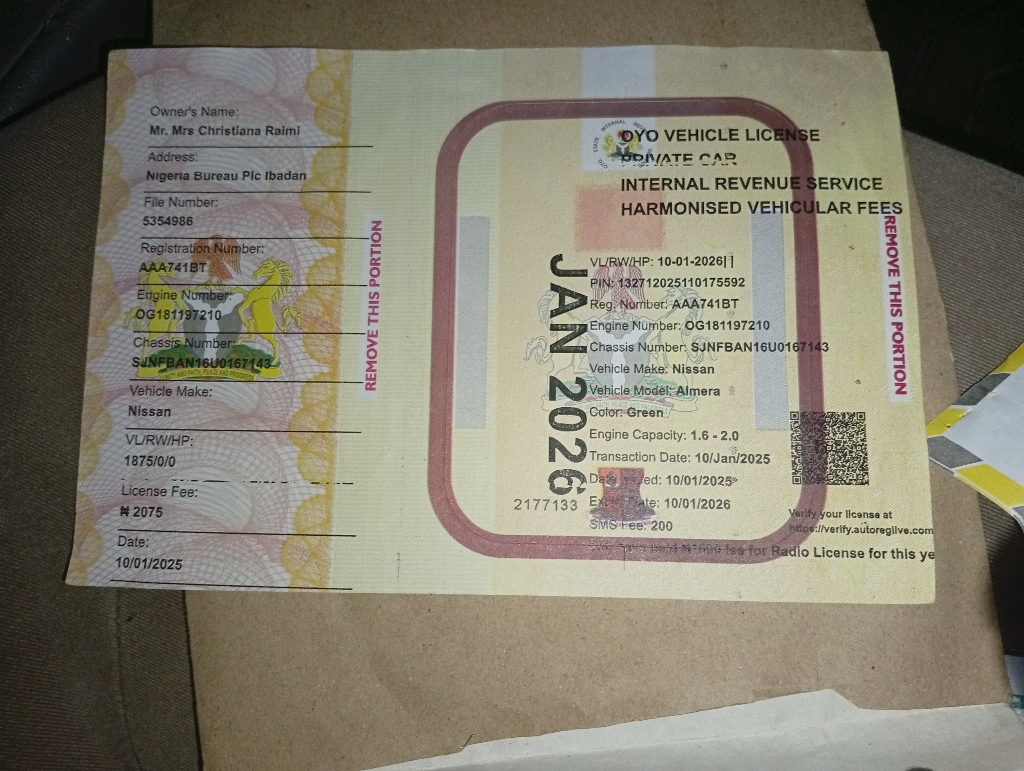 Owner's Name:
Mr. Mrs Christiana Raimi
Address:
Nigeria Bureau Plc Ibadan
File Number:
5354986
Registration Number:
AAA741BT
Engine Number:
OG181197210
Chassis Number:
SJNFBAN16U0167143
Vehicle Make:
Nissan
VL/RW/HP:
1875/0/0
License Fee:
₦ 2075
Date:
10/01/2025
REMOVE THIS PORTION
OYO VEHICLE LICENSE
PRIVATE CAR
INTERNAL REVENUE SERVICE
HARMONISED VEHICULAR FEES
JAN 2026
VL/RW/HP: 10-01-2026| |
PIN: 132712025110175592
Reg. Number: AAA741BT
Engine Number: OG181197210
Chassis Number: SJNFBAN16U0167143
Vehicle Make: Nissan
Vehicle Model: Almera
Color: Green
Engine Capacity: 1.6 - 2.0
Transaction Date: 10/Jan/2025
10/01/2025
Date: 10/01/2026
SMS Fee: 200
2177133
fee for Radio License for this ye
Verify your license at
https://verify.autoreglive.com
REMOVE THIS PORTION